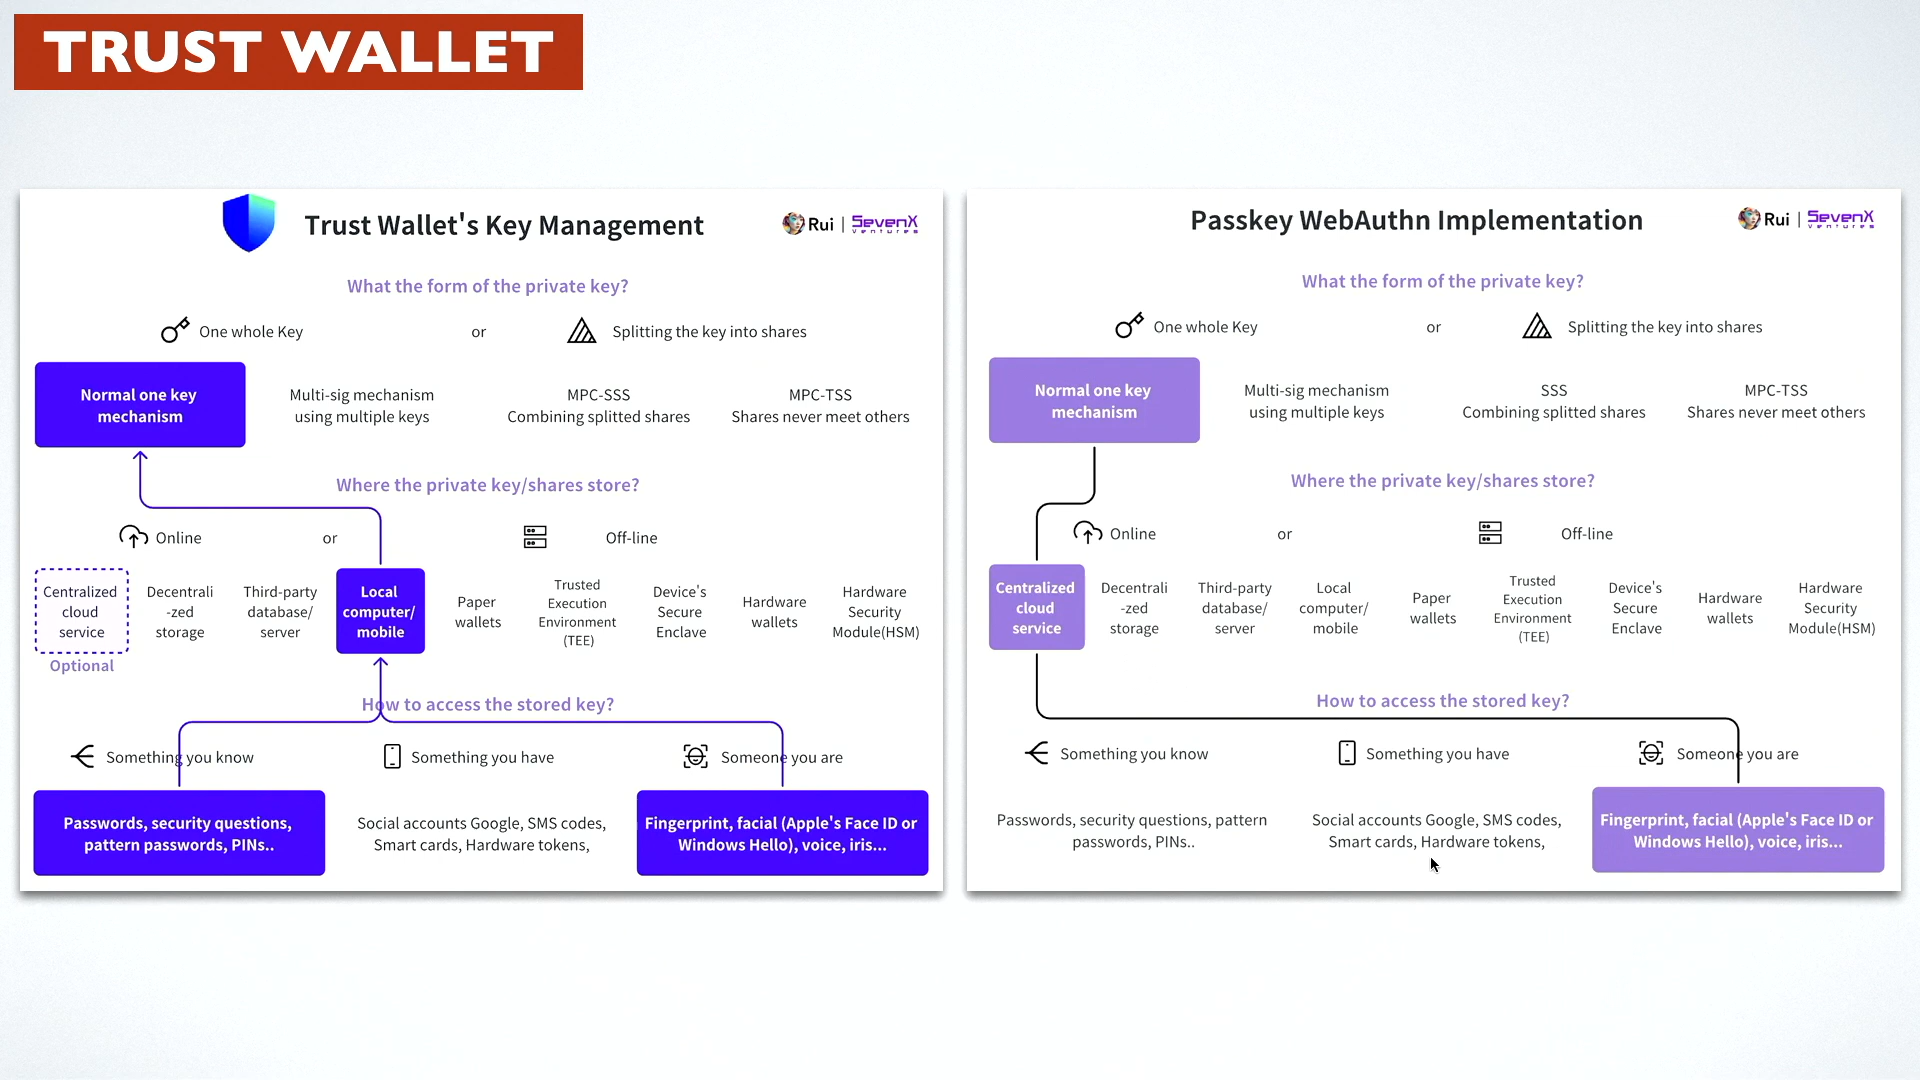 TRUST WALLET
Trust Wallet's Key Management
Rui | SevenX
ventures
What the form of the private key?
One whole Key
or
Splitting the key into shares
Normal one key
mechanism
Multi-sig mechanism
using multiple keys
MPC-SSS
Combining splitted shares
MPC-TSS
Shares never meet others
Where the private key/shares store?
Online
or
Off-line
Centralized
cloud
service
Optional
Decentrali
-zed
storage
Third-party
database/
server
Local
computer/
mobile
Paper
wallets
Trusted
Execution
Environment
(TEE)
Device's
Secure
Enclave
Hardware
wallets
Hardware
Security
Module(HSM)
How to access the stored key?
Something you know
Something you have
Someone you are
Passwords, security questions,
pattern passwords, PINs..
Social accounts Google, SMS codes,
Smart cards, Hardware tokens,
Fingerprint, facial (Apple's Face ID or
Windows Hello), voice, iris...
Passkey WebAuthn Implementation
Rui | SevenX
ventures
What the form of the private key?
One whole Key
or
Splitting the key into shares
Normal one key
mechanism
Multi-sig mechanism
using multiple keys
SSS
Combining splitted shares
MPC-TSS
Shares never meet others
Where the private key/shares store?
Online
or
Off-line
Centralized
cloud
service
Decentrali
-zed
storage
Third-party
database/
server
Local
computer/
mobile
Paper
wallets
Trusted
Execution
Environment
(TEE)
Device's
Secure
Enclave
Hardware
wallets
Hardware
Security
Module(HSM)
How to access the stored key?
Something you know
Something you have
Someone you are
Passwords, security questions, pattern
passwords, PINs..
Social accounts Google, SMS codes,
Smart cards, Hardware tokens,
Fingerprint, facial (Apple's Face ID or
Windows Hello), voice, iris...